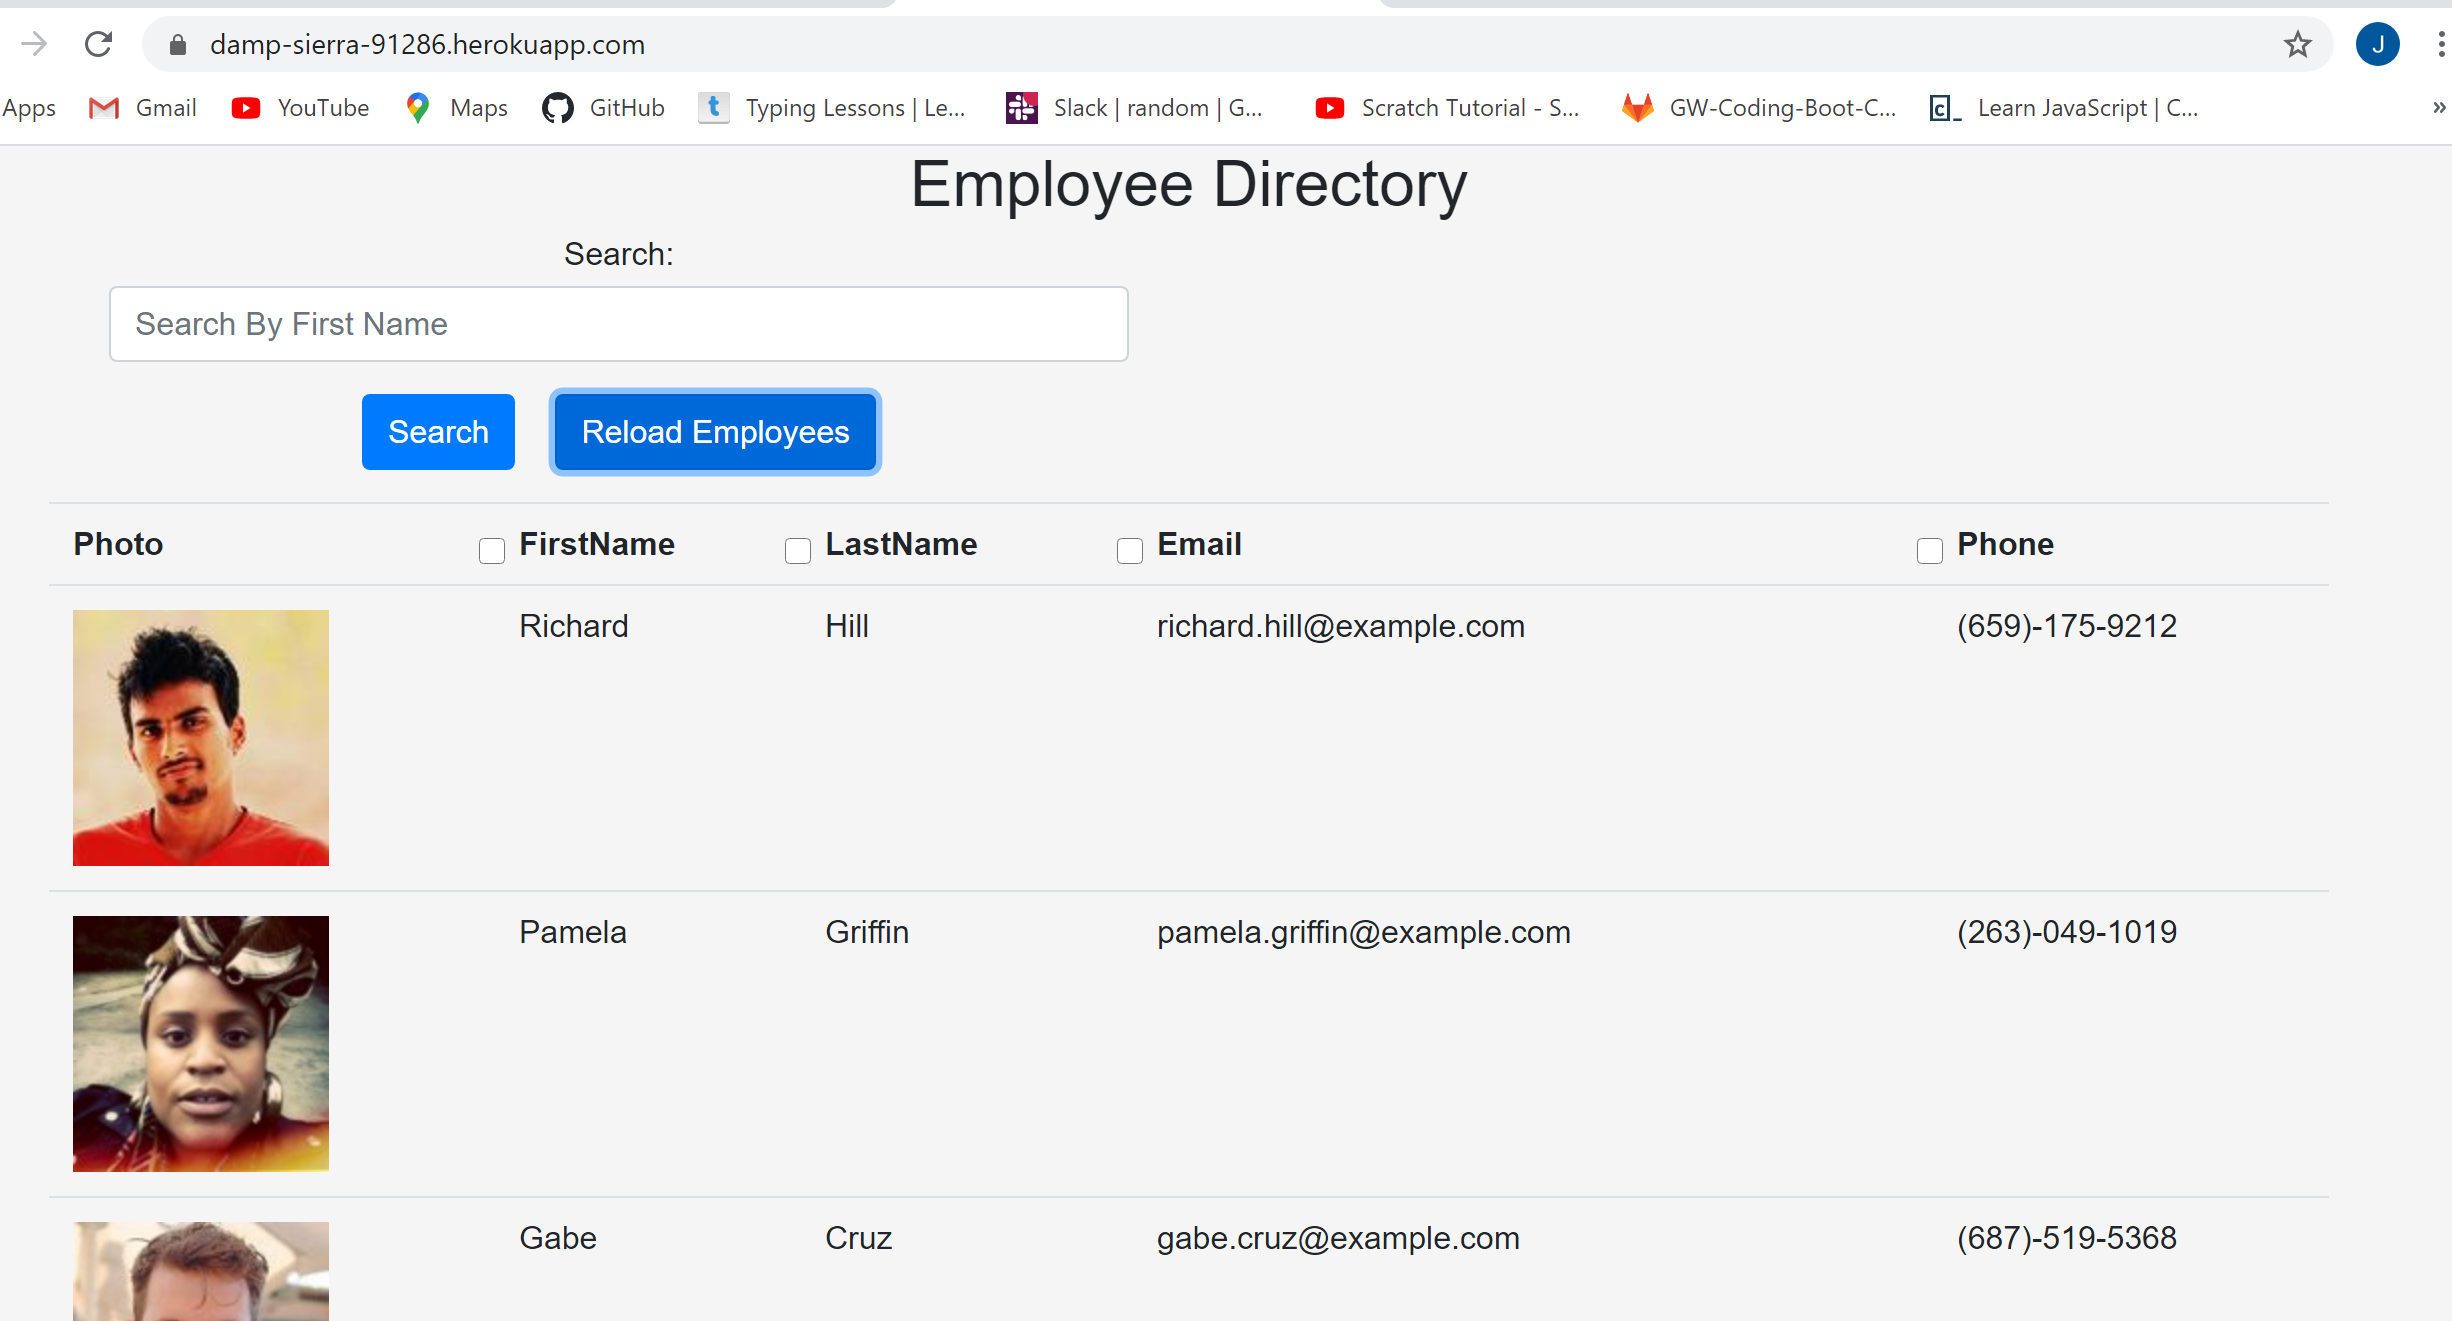 damp-sierra-91286.herokuapp.com
J
Apps Gmail YouTube Maps GitHub t Typing Lessons | Le... Slack | random | G... Scratch Tutorial - S... GW-Coding-Boot-C... c_ Learn JavaScript | C... »
Employee Directory
Search:
Search By First Name
Search Reload Employees
Photo FirstName LastName Email Phone
Richard Hill richard.hill@example.com (659)-175-9212
Pamela Griffin pamela.griffin@example.com (263)-049-1019
Gabe Cruz gabe.cruz@example.com (687)-519-5368